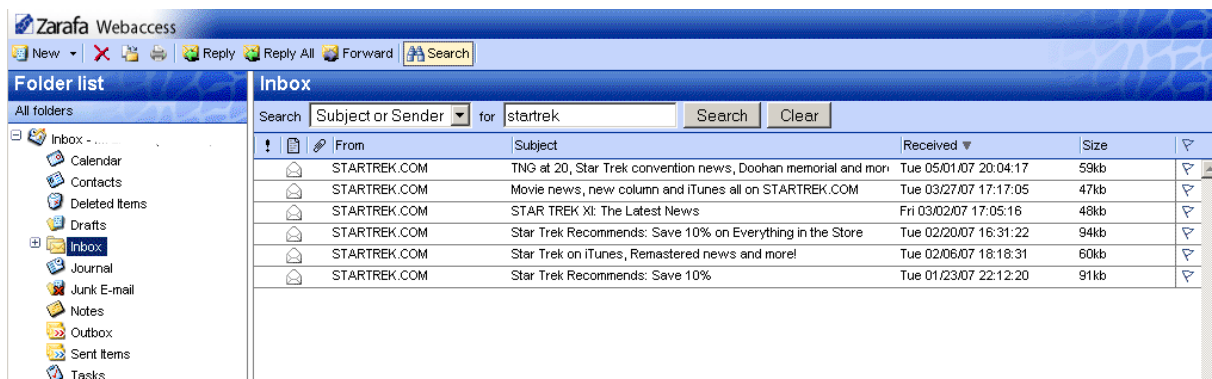 Zarafa Webaccess
New Reply Reply All Forward Search
Folder list Inbox
All folders
Search Subject or Sender for startrek Search Clear
Inbox -
Calendar
Contacts
Deleted Items
Drafts
Inbox
Journal
Junk E-mail
Notes
Outbox
Sent Items
Tasks
! From Subject Received Size
STARTREK.COM TNG at 20, Star Trek convention news, Doohan memorial and mor Tue 05/01/07 20:04:17 59kb
STARTREK.COM Movie news, new column and iTunes all on STARTREK.COM Tue 03/27/07 17:17:05 47kb
STARTREK.COM STAR TREK XI: The Latest News Fri 03/02/07 17:05:16 48kb
STARTREK.COM Star Trek Recommends: Save 10% on Everything in the Store Tue 02/20/07 16:31:22 94kb
STARTREK.COM Star Trek on iTunes, Remastered news and more! Tue 02/06/07 18:18:31 60kb
STARTREK.COM Star Trek Recommends: Save 10% Tue 01/23/07 22:12:20 91kb